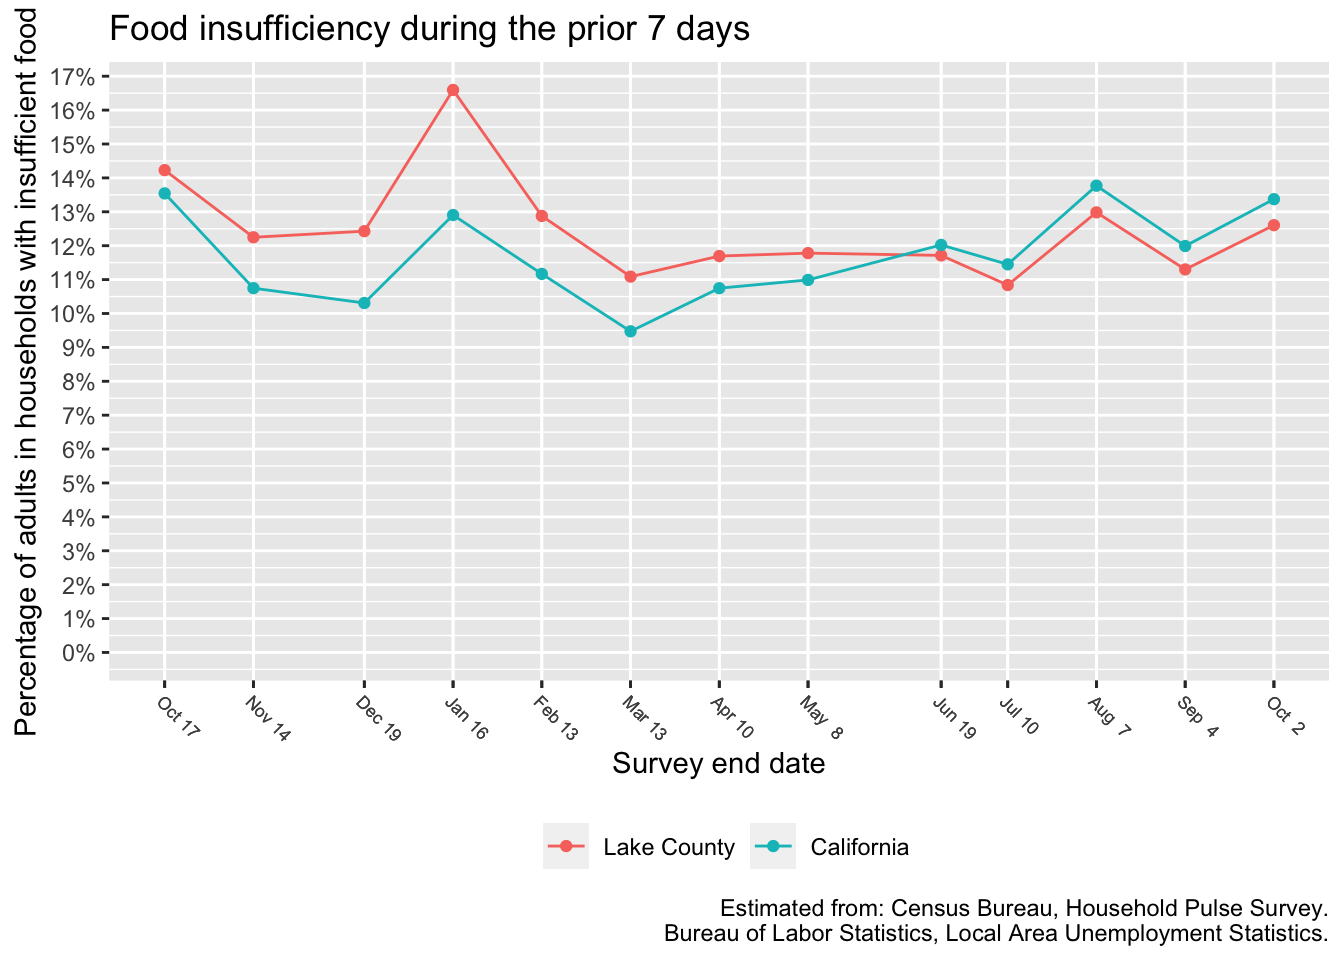 Food insufficiency during the prior 7 days
Percentage of adults in households with insufficient food
17%
16%
15%
14%
13%
12%
11%
10%
9%
8%
7%
6%
5%
4%
3%
2%
1%
0%
Oct 17
Nov 14
Dec 19
Jan 16
Feb 13
Mar 13
Apr 10
May 8
Jun 19
Jul 10
Aug 7
Sep 4
Oct 2
Survey end date
Lake County
California
Estimated from: Census Bureau, Household Pulse Survey.
Bureau of Labor Statistics, Local Area Unemployment Statistics.